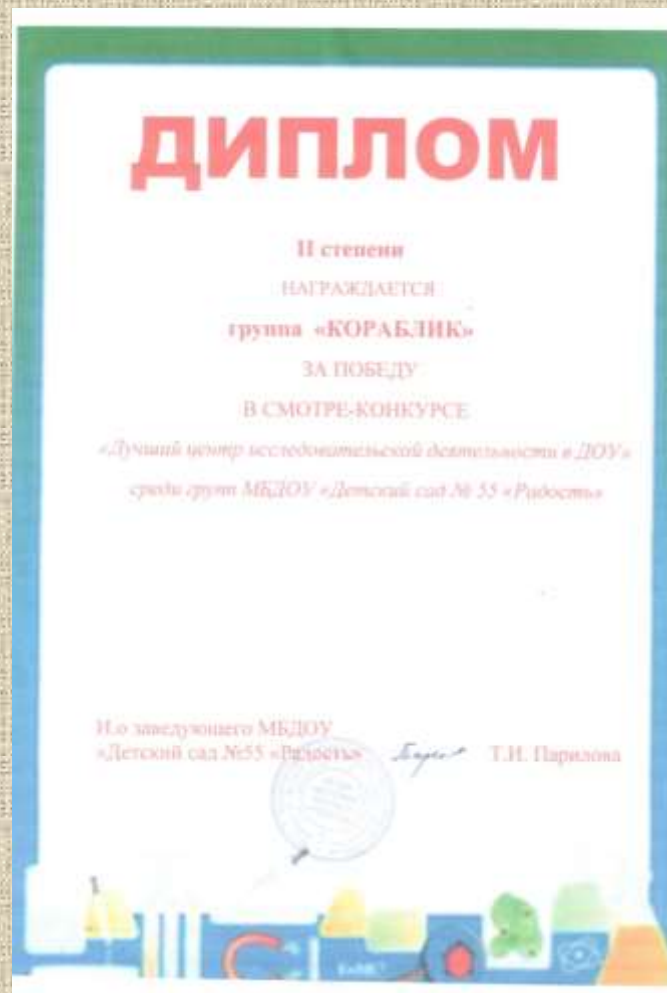 ДИПЛОМ
II степени
НАГРАЖДАЕТСЯ
группа «КОРАБЛИК»
ЗА ПОБЕДУ
В СМОТРЕ-КОНКУРСЕ
«Лучший центр исследовательской деятельности в ДОУ»
среди групп МБДОУ «Детский сад № 55 «Радость»
И.о заведующего МБДОУ
«Детский сад №55 «Радость» Т.И. Парилова
E=MC²